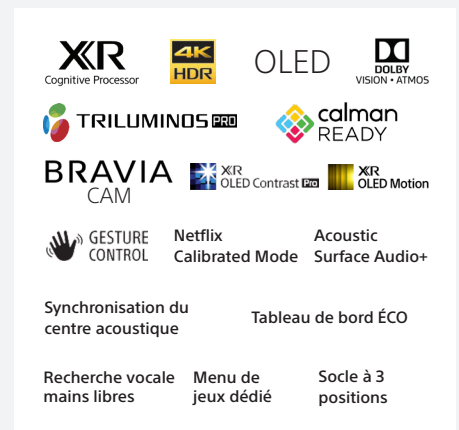 XR
Cognitive Processor
4K
HDR
OLED
DOLBY
VISION • ATMOS
TRILUMINOS PRO
calman
READY
BRAVIA
CAM
XR
OLED Contrast Pro
XR
OLED Motion
GESTURE
CONTROL
Netflix
Calibrated Mode
Acoustic
Surface Audio+
Synchronisation du
centre acoustique
Tableau de bord ÉCO
Recherche vocale
mains libres
Menu de
jeux dédié
Socle à 3
positions